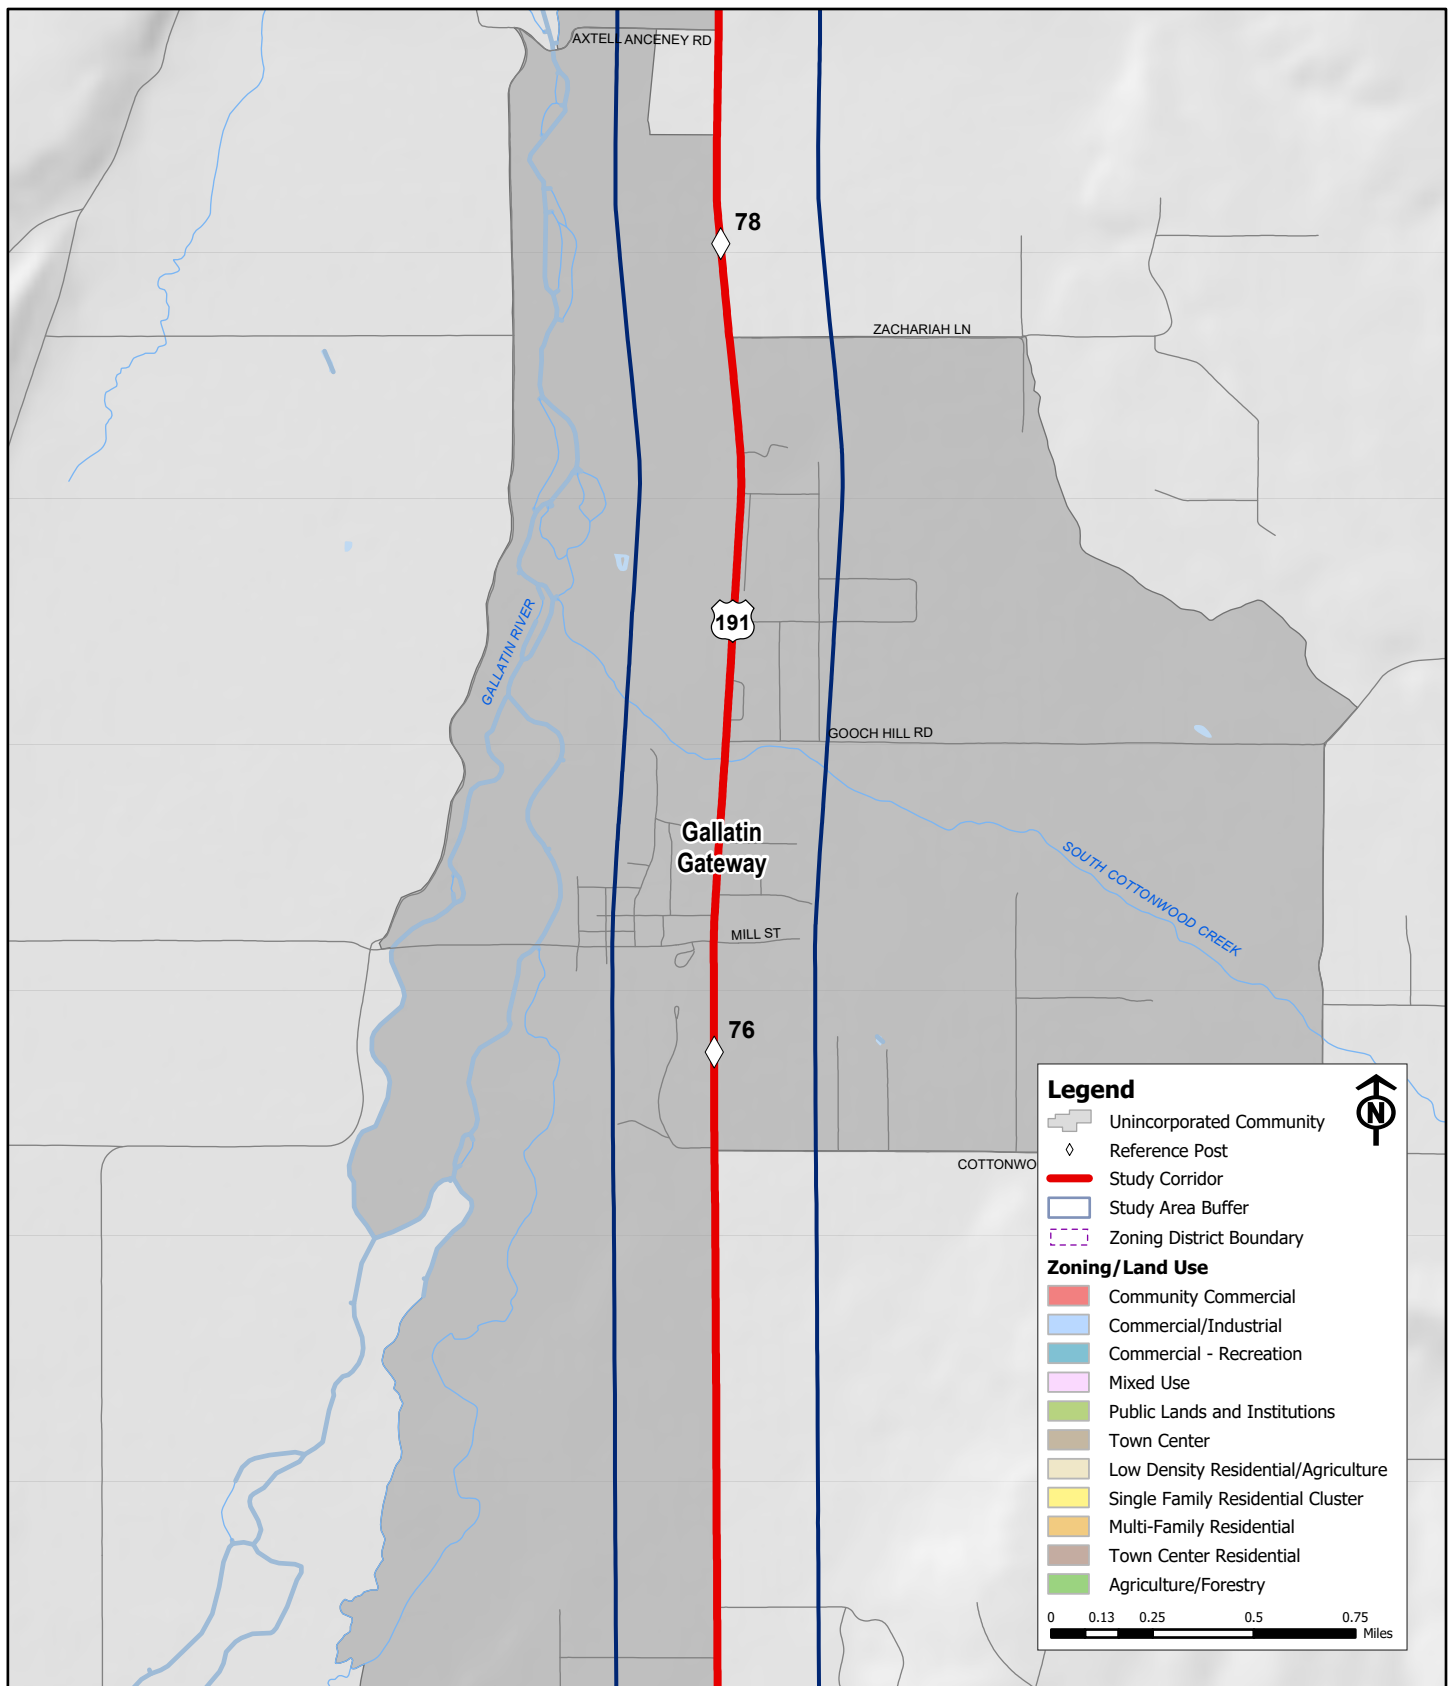 AXTELL ANCENEY RD
78
ZACHARIAH LN
191
GALLATIN RIVER
GOOCH HILL RD
Gallatin
Gateway
SOUTH COTTONWOOD CREEK
MILL ST
76
COTTONWO
Legend
N
Unincorporated Community
Reference Post
Study Corridor
Study Area Buffer
Zoning District Boundary
Zoning/Land Use
Community Commercial
Commercial/Industrial
Commercial - Recreation
Mixed Use
Public Lands and Institutions
Town Center
Low Density Residential/Agriculture
Single Family Residential Cluster
Multi-Family Residential
Town Center Residential
Agriculture/Forestry
0 0.13 0.25 0.5 0.75
Miles